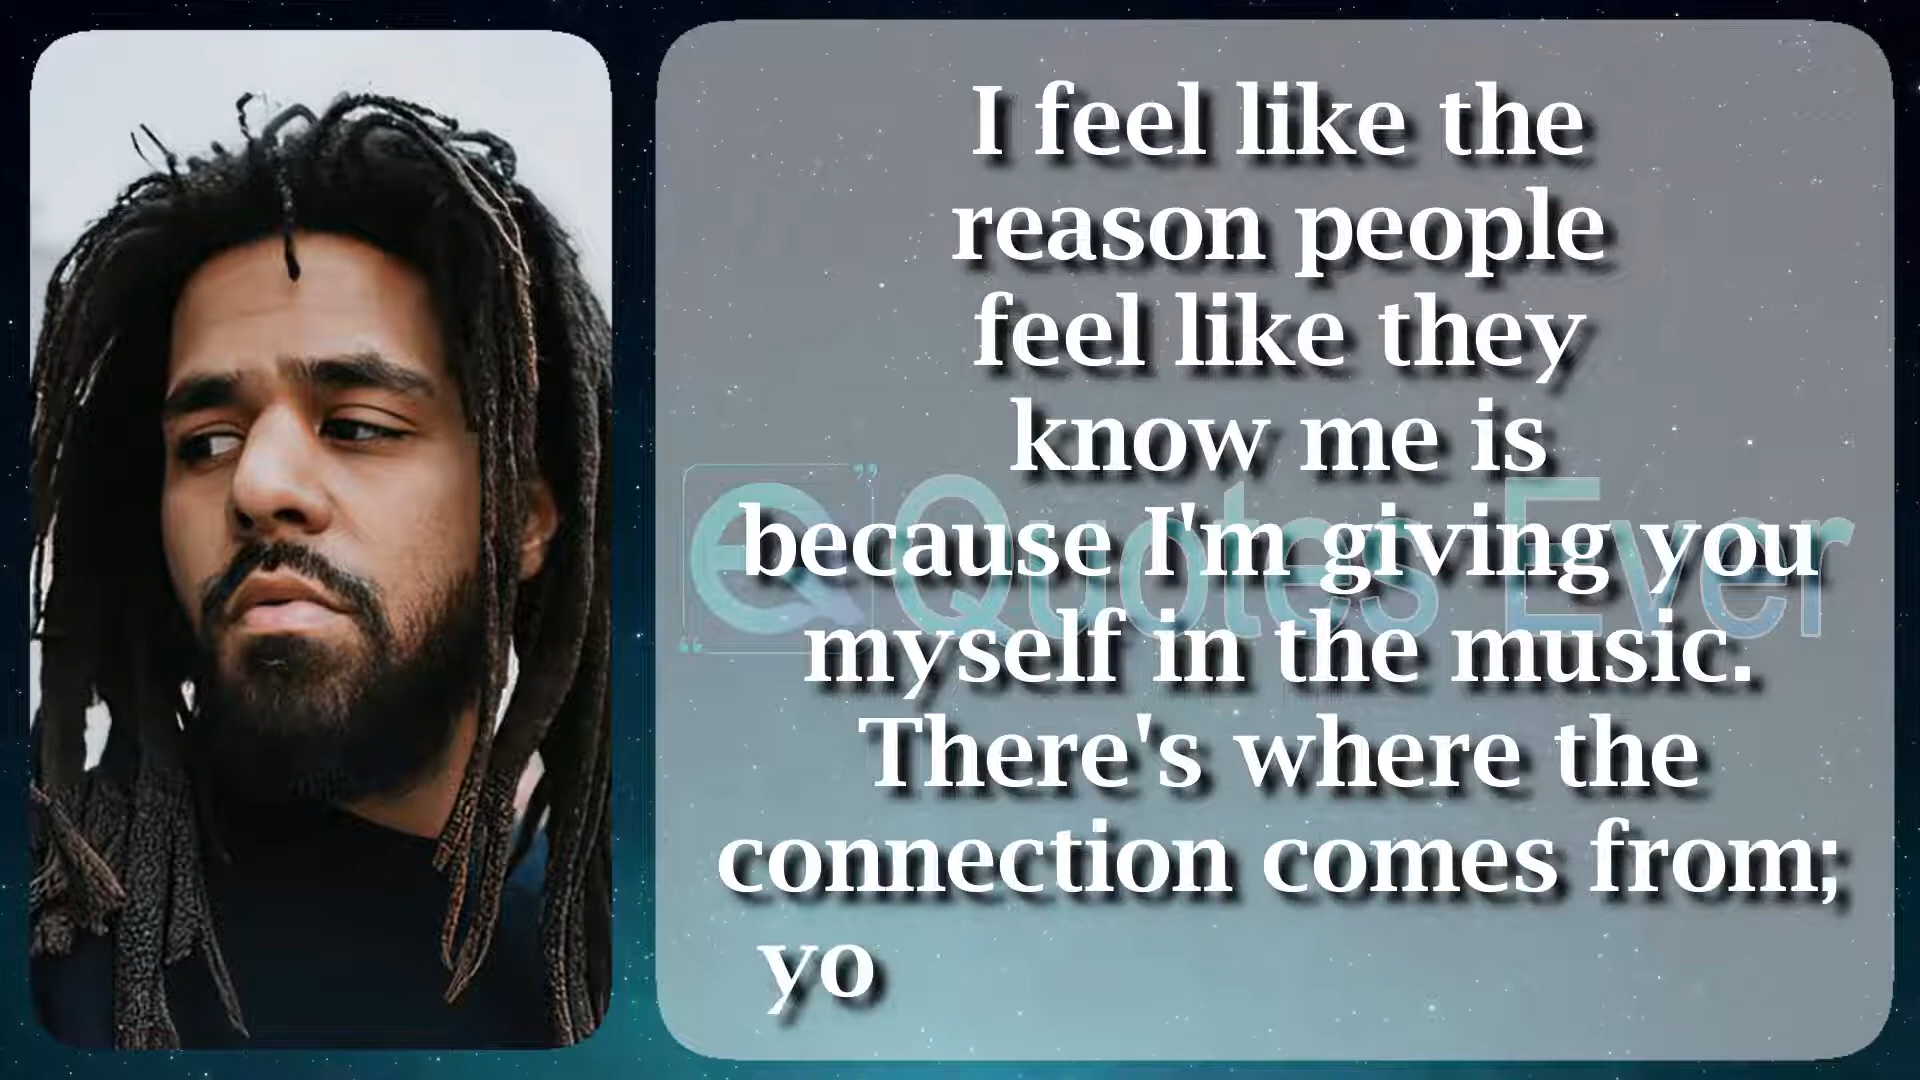 I feel like the
reason people
feel like they
know me is
because I'm giving you
myself in the music.
There's where the
connection comes from;
yo
Quotes Ever